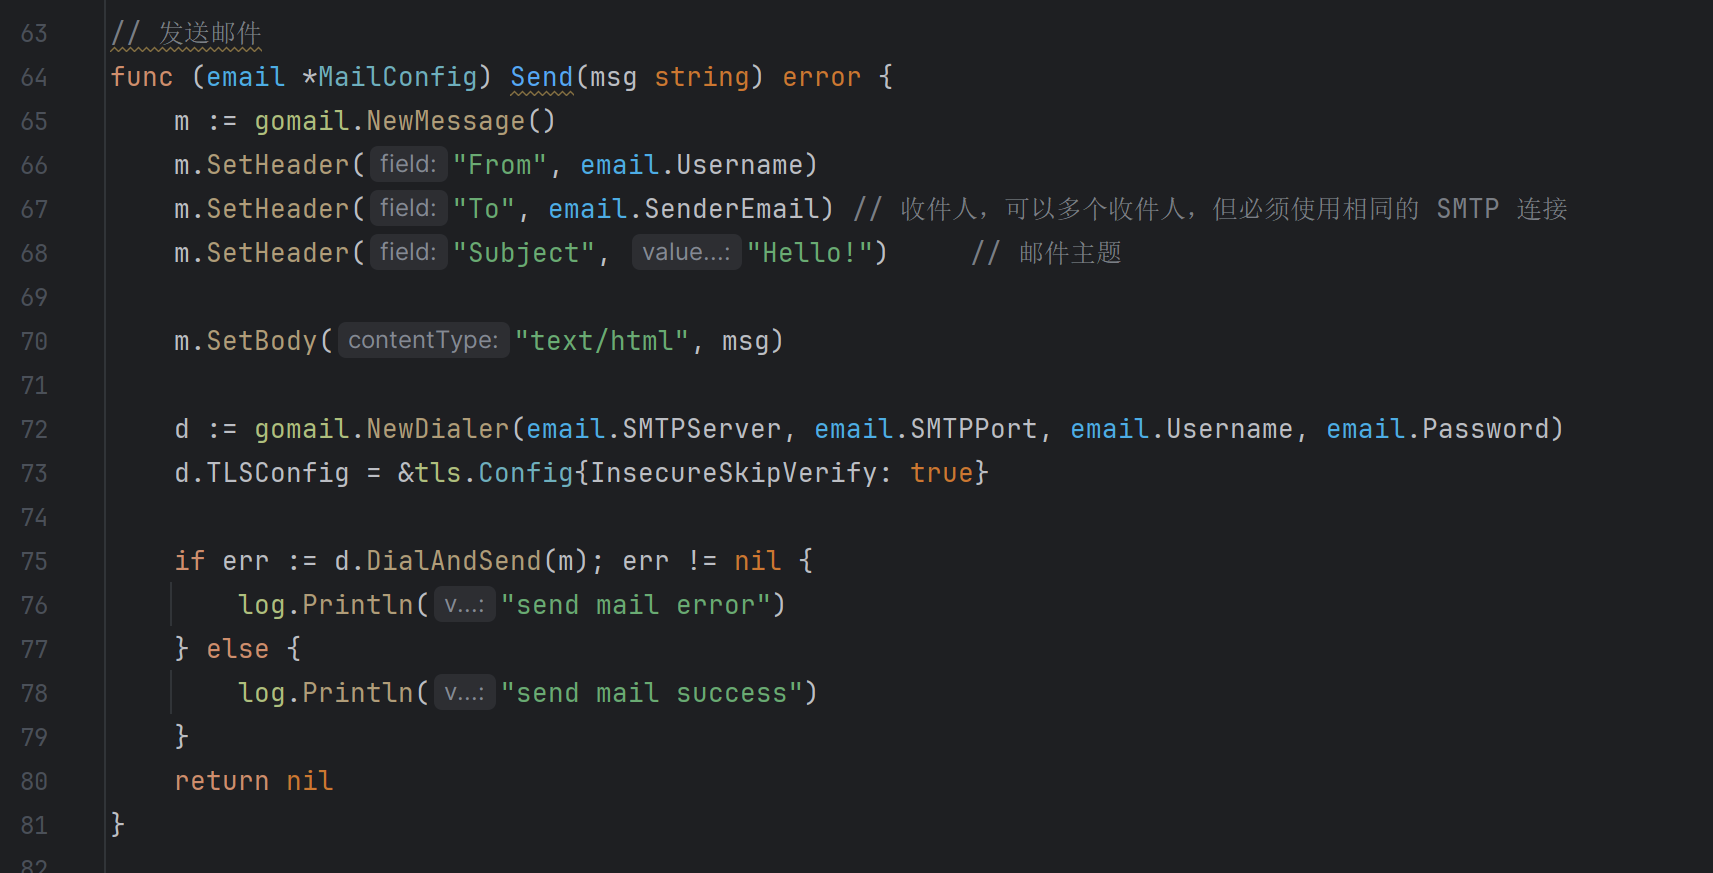 63 // 发送邮件
64 func (email *MailConfig) Send(msg string) error {
65 m := gomail.NewMessage()
66 m.SetHeader( field: "From", email.Username)
67 m.SetHeader( field: "To", email.SenderEmail) // 收件人，可以多个收件人，但必须使用相同的 SMTP 连接
68 m.SetHeader( field: "Subject", value...: "Hello!") // 邮件主题
69
70 m.SetBody( contentType: "text/html", msg)
71
72 d := gomail.NewDialer(email.SMTPServer, email.SMTPPort, email.Username, email.Password)
73 d.TLSConfig = &tls.Config{InsecureSkipVerify: true}
74
75 if err := d.DialAndSend(m); err != nil {
76 log.Println( v...: "send mail error")
77 } else {
78 log.Println( v...: "send mail success")
79 }
80 return nil
81 }
82